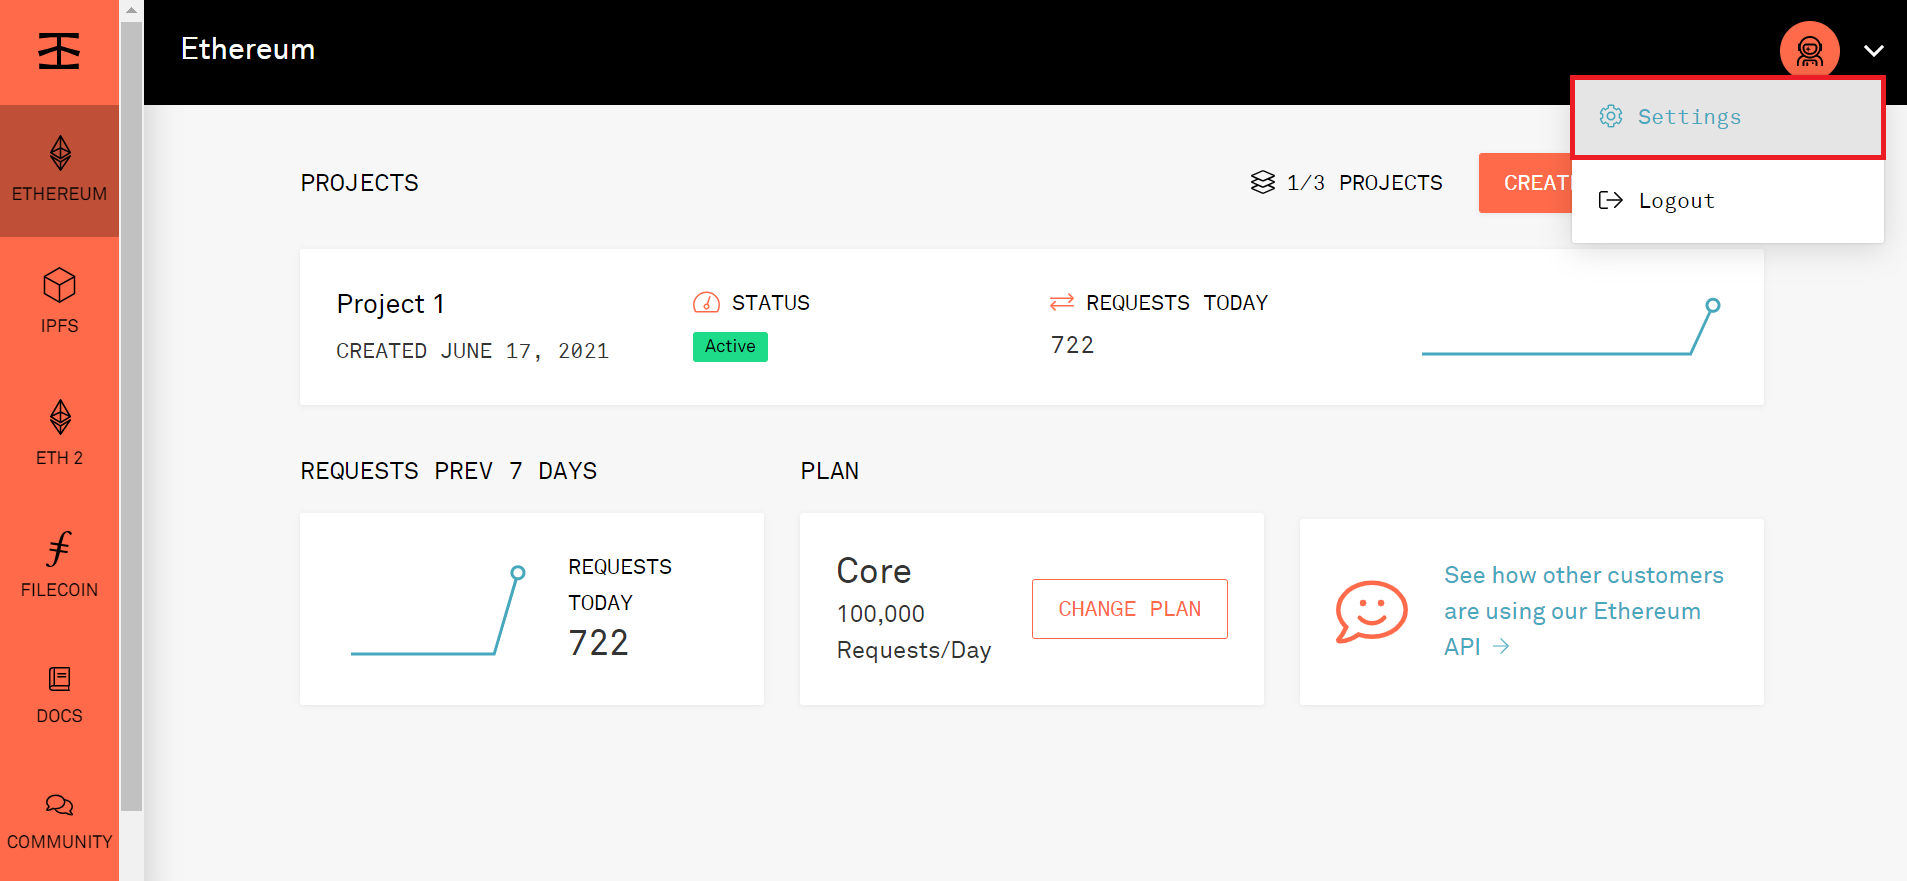 Ethereum
Settings
Logout
ETHEREUM
IPFS
ETH 2
FILECOIN
DOCS
COMMUNITY
PROJECTS
1/3 PROJECTS
CREATE
Project 1
CREATED JUNE 17, 2021
STATUS
Active
REQUESTS TODAY
722
REQUESTS PREV 7 DAYS
REQUESTS
TODAY
722
PLAN
Core
100,000
Requests/Day
CHANGE PLAN
See how other customers
are using our Ethereum
API →